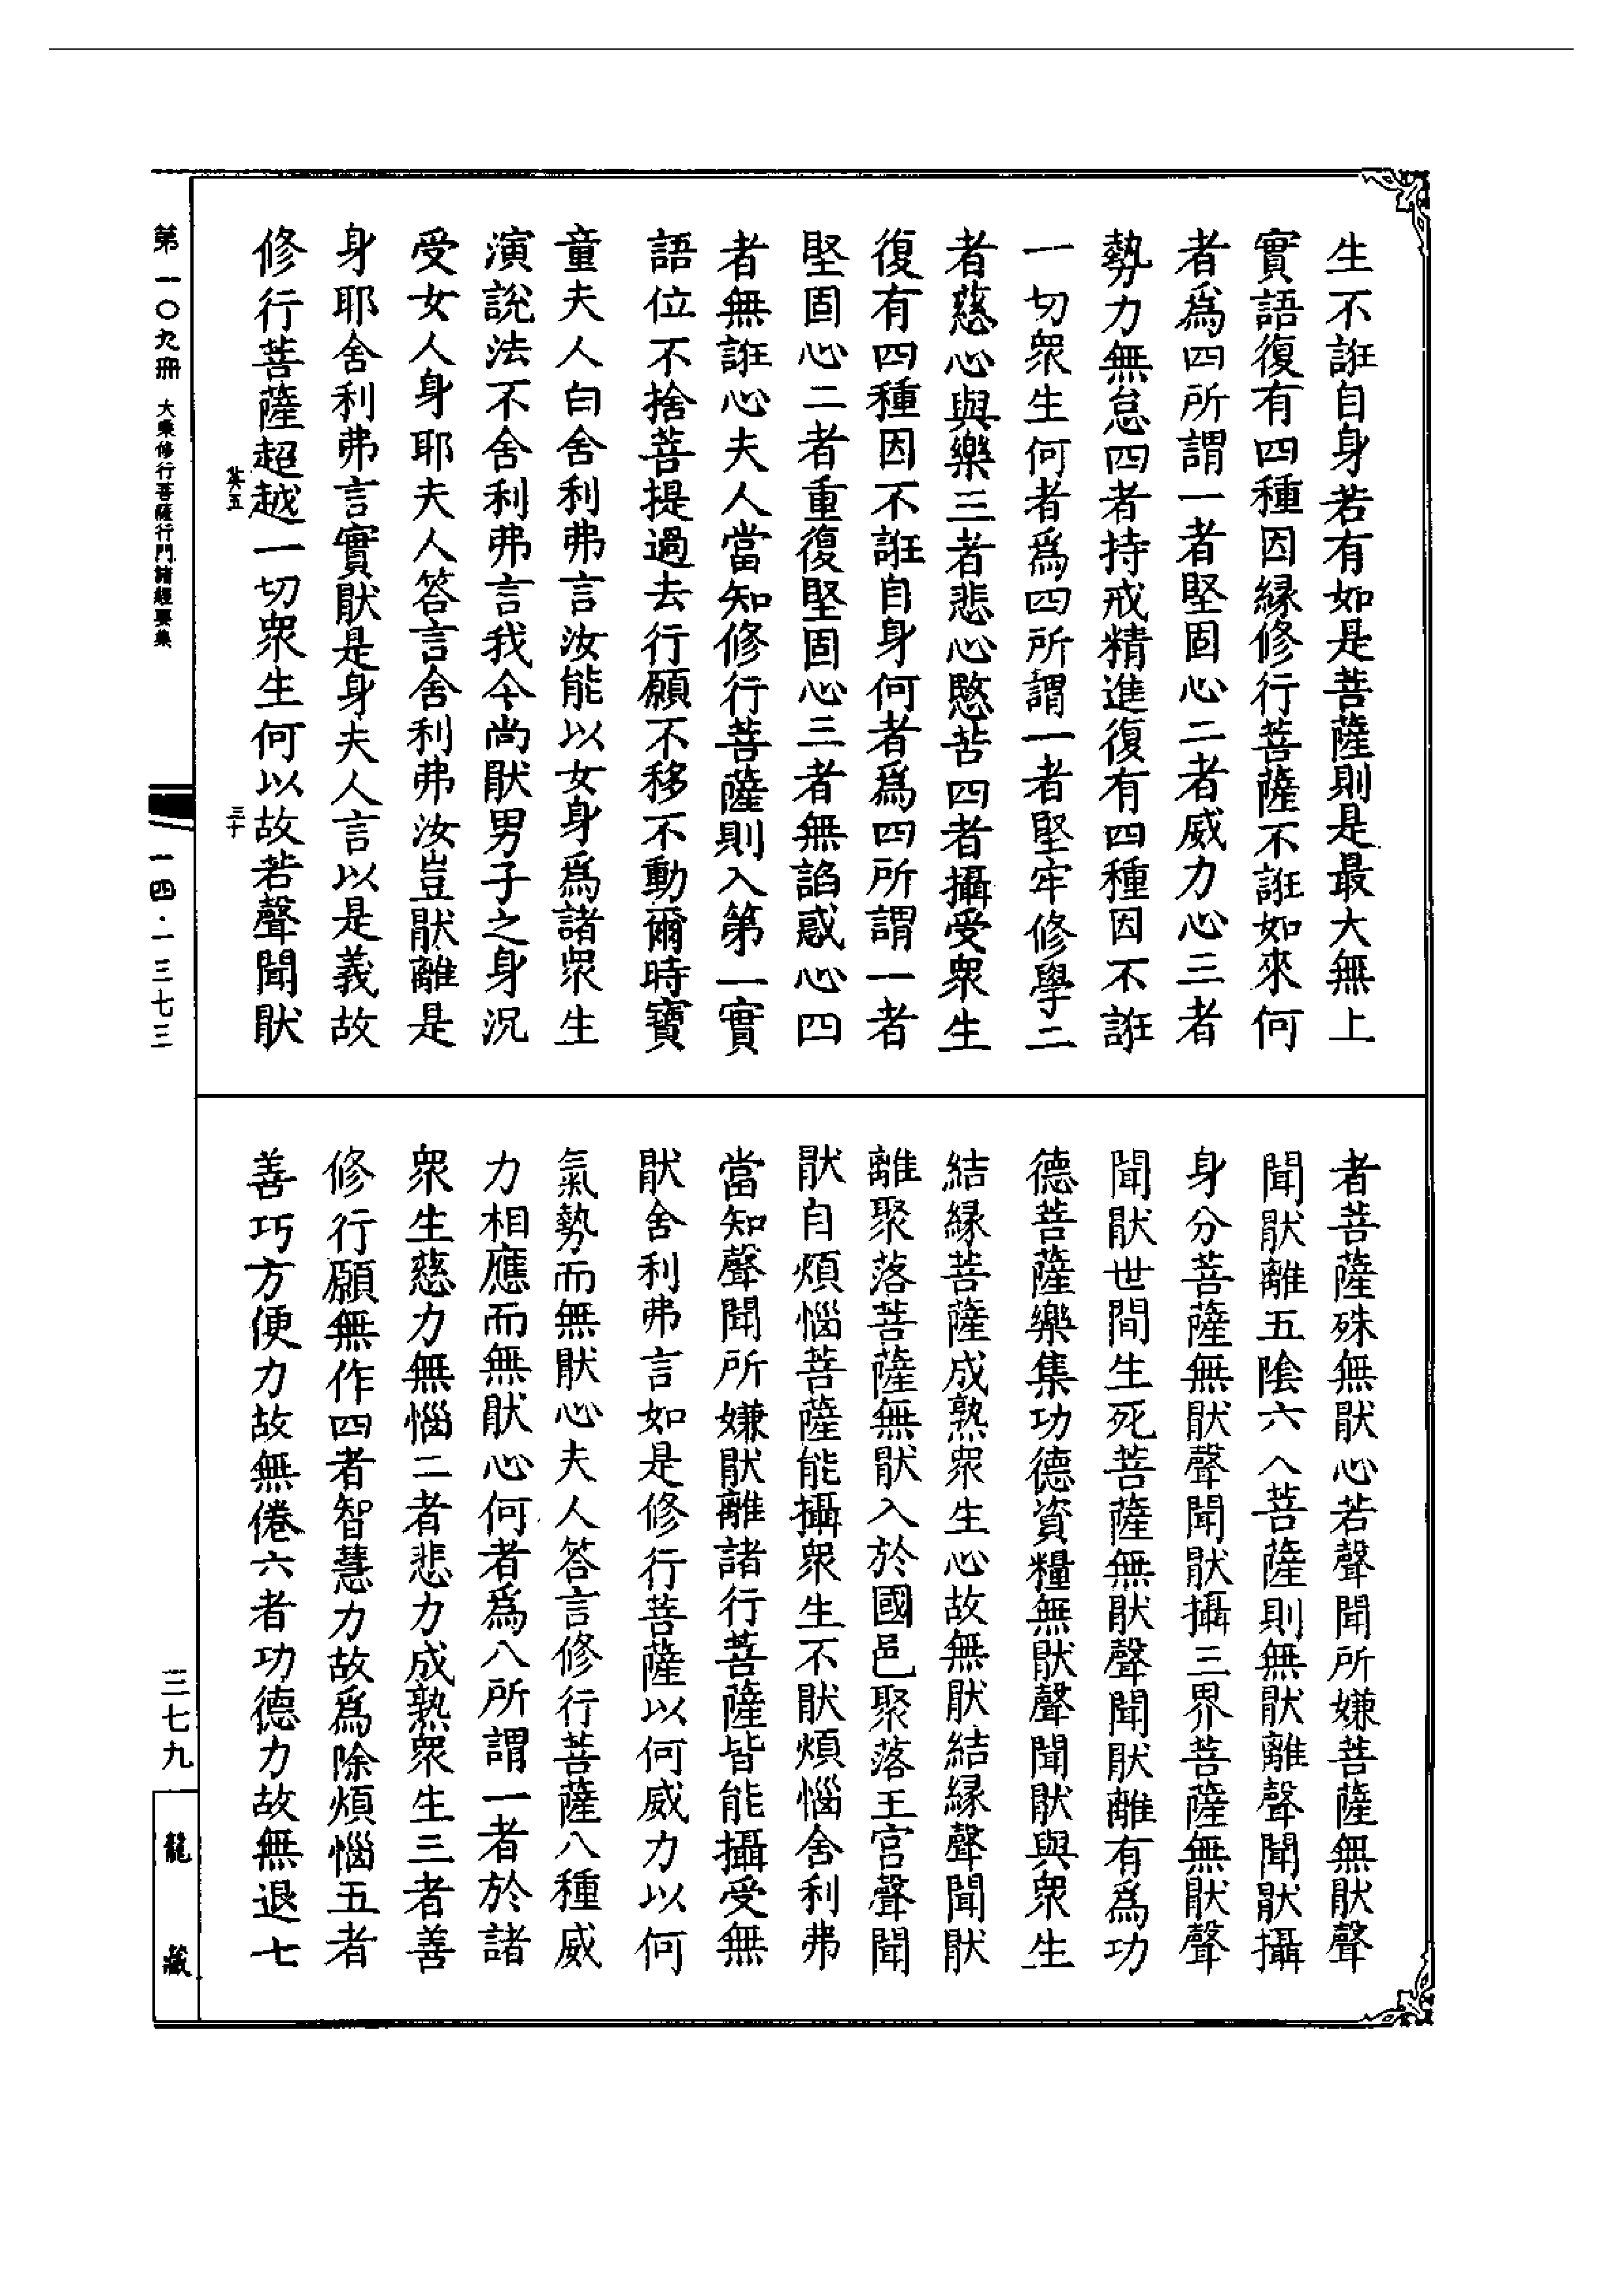 生不誑自身若有如是菩薩則是最大無上
實語復有四種因緣修行菩薩不誑如來何
者爲四所謂一者堅固心二者威力心三者
勢力無怠四者持戒精進復有四種因不誑
一切衆生何者爲四所謂一者堅牢修學二
者慈心與樂三者悲心愍苦四者攝受衆生
復有四種因不誑自身何者爲四所謂一者
堅固心二者重復堅固心三者無諂惑心四
者無誑心夫人當知修行菩薩則入第一實
語位不捨菩提過去行願不移不動爾時寶
童夫人白舍利弗言汝能以女身爲諸衆生
演說法不舍利弗言我今尚猒男子之身況
受女人身耶夫人答言舍利弗汝豈猒離是
身耶舍利弗言實猒是身夫人言以是義故
修行菩薩超越一切衆生何以故若聲聞猒
者菩薩殊無猒心若聲聞所嫌菩薩無猒聲
聞猒離五陰六入菩薩則無猒離聲聞猒攝
身分菩薩無猒聲聞猒攝三界菩薩無猒聲
聞猒世間生死菩薩無猒聲聞猒離有爲功
德菩薩樂集功德資糧無猒聲聞猒與衆生
結緣菩薩成熟衆生心故無猒結緣聲聞猒
離聚落菩薩無猒入於國邑聚落王宮聲聞
猒自煩惱菩薩能攝衆生不猒煩惱舍利弗
當知聲聞所嫌猒離諸行菩薩皆能攝受無
猒舍利弗言如是修行菩薩以何威力以何
氣勢而無猒心夫人答言修行菩薩八種威
力相應而無猒心何者爲八所謂一者於諸
衆生慈力無惱二者悲力成熟衆生三者善
修行願無作四者智慧力故爲除煩惱五者
善巧方便力故無倦六者功德力故無退七
第一〇九冊 大乘修行菩薩行門諸經要集
一四·一三七三
三七九
龍藏
三十